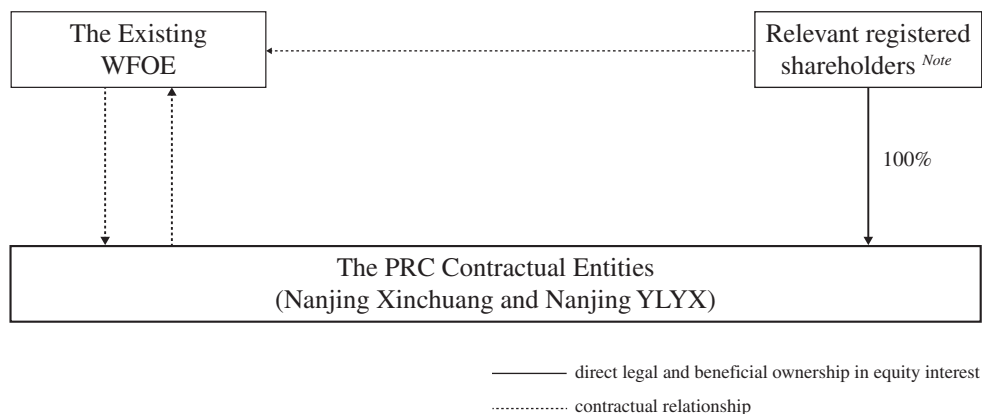 The Existing
WFOE
Relevant registered
shareholders Note
100%
The PRC Contractual Entities
(Nanjing Xinchuang and Nanjing YLYX)
direct legal and beneficial ownership in equity interest
contractual relationship